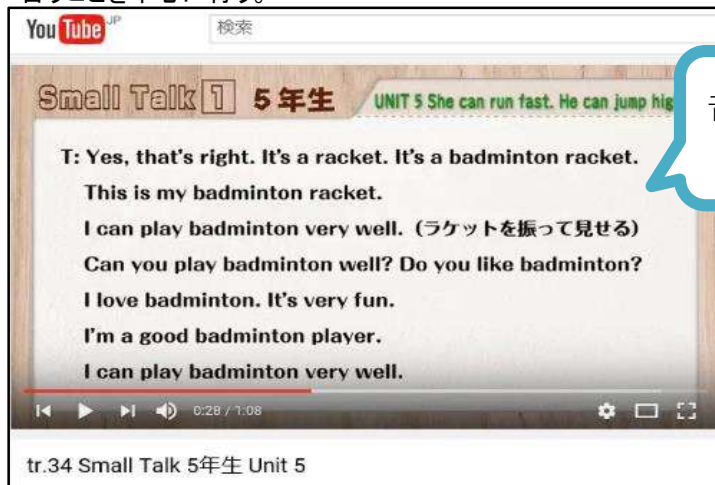 You Tube JP
検索
Small Talk 1 5年生
UNIT 5 She can run fast. He can jump hig
T: Yes, that's right. It's a racket. It's a badminton racket.
This is my badminton racket.
I can play badminton very well. (ラケットを振って見せる)
Can you play badminton well? Do you like badminton?
I love badminton. It's very fun.
I'm a good badminton player.
I can play badminton very well.
0:28 / 1:08
tr.34 Small Talk 5年生 Unit 5